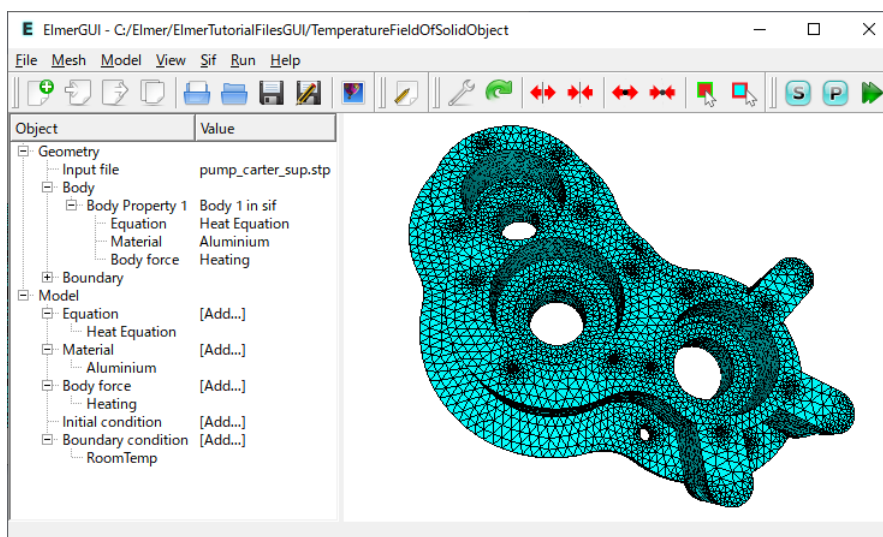 E ElmerGUI - C:/Elmer/ElmerTutorialFilesGUI/TemperatureFieldOfSolidObject
File Mesh Model View Sif Run Help
S P
Object Value
Geometry
Input file pump_carter_sup.stp
Body
Body Property 1 Body 1 in sif
Equation Heat Equation
Material Aluminium
Body force Heating
Boundary
Model
Equation [Add...]
Heat Equation
Material [Add...]
Aluminium
Body force [Add...]
Heating
Initial condition [Add...]
Boundary condition [Add...]
RoomTemp